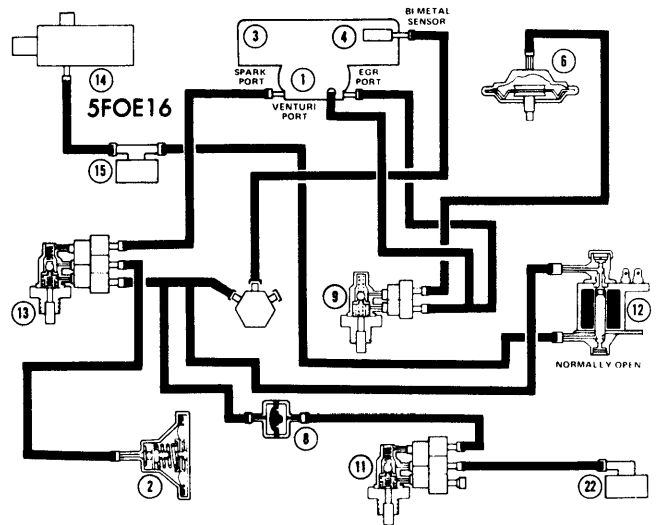 BI METAL
SENSOR
3
4
6
SPARK
PORT
1
EGR
PORT
14
5FOE16
VENTURI
PORT
15
9
13
12
NORMALLY OPEN
8
2
11
22